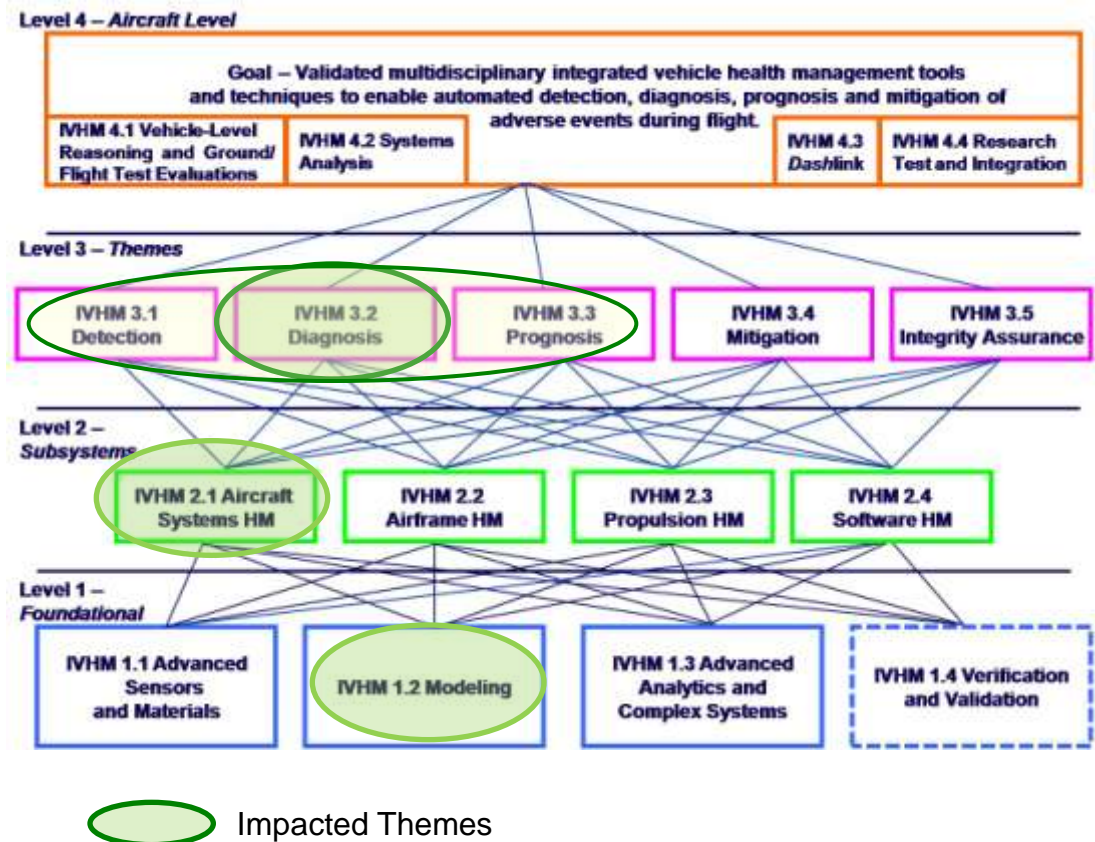 Level 4 – Aircraft Level
Goal – Validated multidisciplinary integrated vehicle health management tools
and techniques to enable automated detection, diagnosis, prognosis and mitigation of
adverse events during flight.
IVHM 4.1 Vehicle-Level
Reasoning and Ground/
Flight Test Evaluations
IVHM 4.2 Systems
Analysis
IVHM 4.3
Dashlink
IVHM 4.4 Research
Test and Integration
Level 3 – Themes
IVHM 3.1
Detection
IVHM 3.2
Diagnosis
IVHM 3.3
Prognosis
IVHM 3.4
Mitigation
IVHM 3.5
Integrity Assurance
Level 2 –
Subsystems
IVHM 2.1 Aircraft
Systems HM
IVHM 2.2
Airframe HM
IVHM 2.3
Propulsion HM
IVHM 2.4
Software HM
Level 1 –
Foundational
IVHM 1.1 Advanced
Sensors
and Materials
IVHM 1.2 Modeling
IVHM 1.3 Advanced
Analytics and
Complex Systems
IVHM 1.4 Verification
and Validation
Impacted Themes